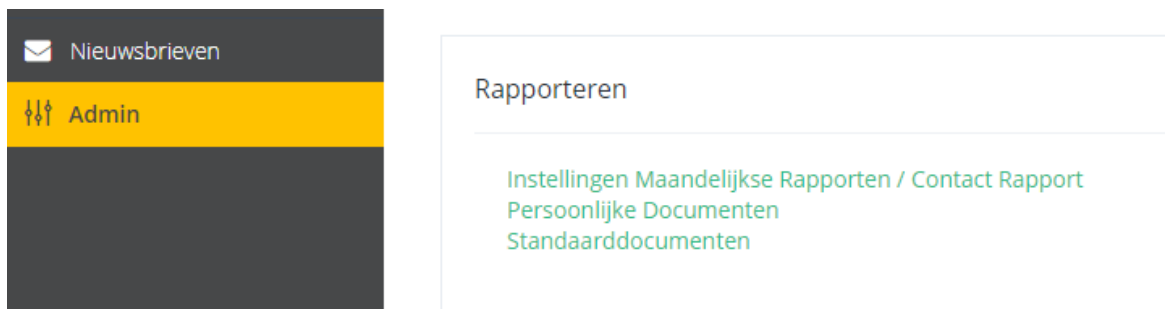 Nieuwsbrieven
Admin
Rapporteren
Instellingen Maandelijkse Rapporten / Contact Rapport
Persoonlijke Documenten
Standaarddocumenten